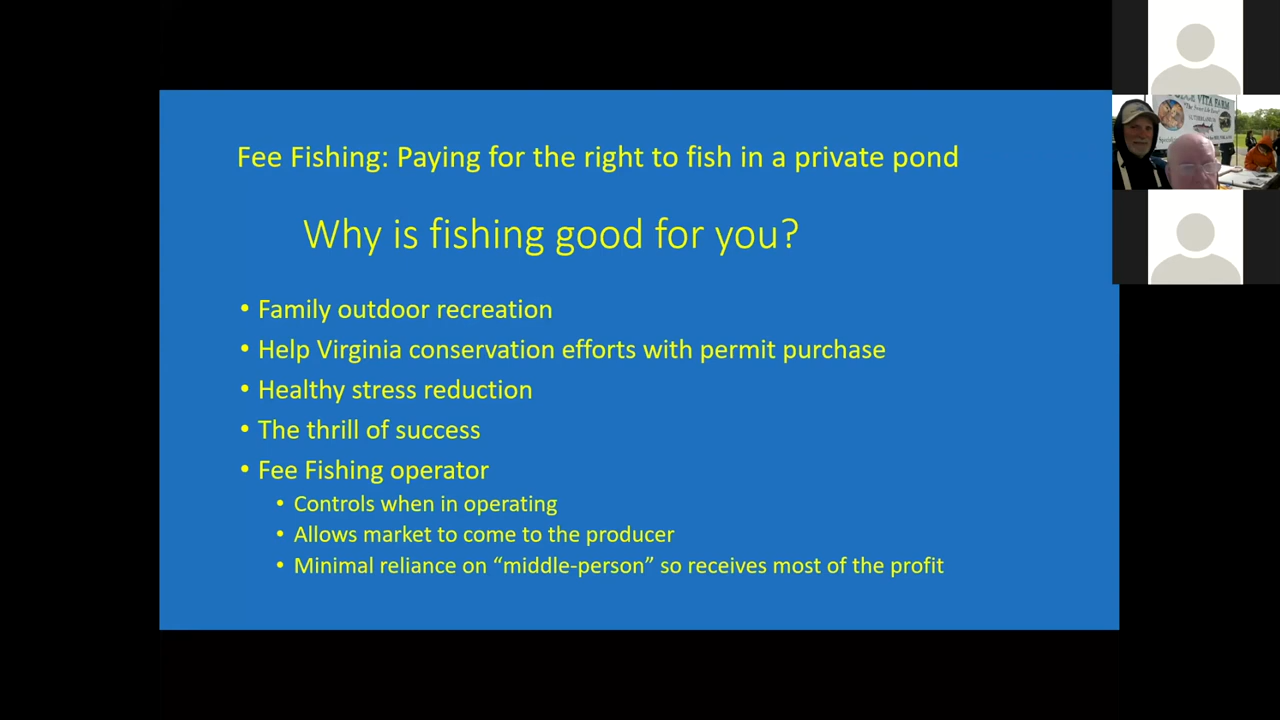 Fee Fishing: Paying for the right to fish in a private pond
Why is fishing good for you?
• Family outdoor recreation
• Help Virginia conservation efforts with permit purchase
• Healthy stress reduction
• The thrill of success
• Fee Fishing operator
• Controls when in operating
• Allows market to come to the producer
• Minimal reliance on “middle-person” so receives most of the profit
VITA FARM